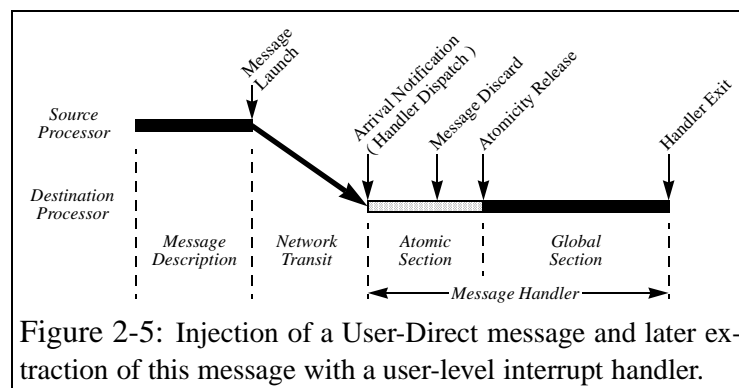 Message
Launch
Arrival Notification
( Handler Dispatch )
Message Discard
Atomicity Release
Handler Exit
Source
Processor
Destination
Processor
Message
Description
Network
Transit
Atomic
Section
Global
Section
Message Handler
Figure 2-5: Injection of a User-Direct message and later ex-
traction of this message with a user-level interrupt handler.